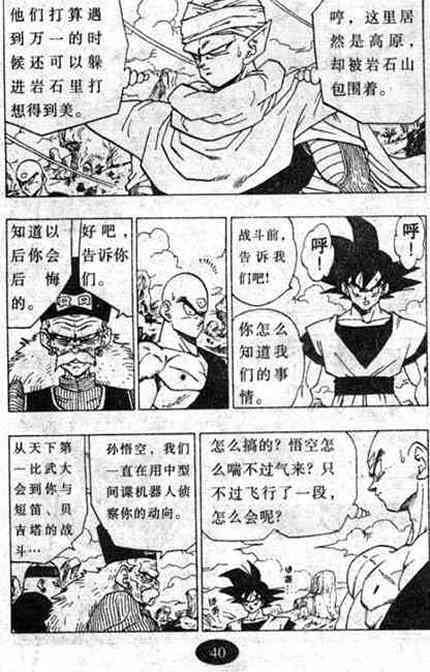 哼，这里居
然是高原，
却被岩石山
包围着。
他们打算遇
到万一的时
候还可以躲
进岩石里打
想得到美。
呼！
呼！
战斗前，
告诉我
们吧！
你怎么
知道我
们的事
情。
好吧，
告诉你
们。
知道以
后你会
后悔
的。
怎么搞的？悟空怎
么喘不过气来？只
不过飞行了一段，
怎么会呢？
孙悟空，我们
一直在用中型
间谍机器人侦
察你的动向。
从天下第
一比武大
会到你与
短笛、贝
吉塔的战
斗…
40